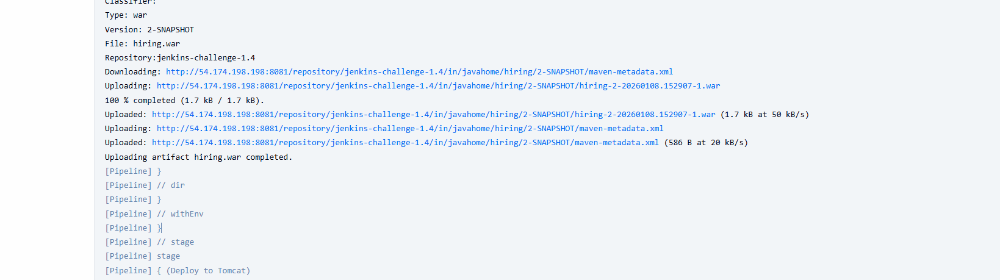 Classifier:
Type: war
Version: 2-SNAPSHOT
File: hiring.war
Repository:jenkins-challenge-1.4
Downloading: http://54.174.198.198:8081/repository/jenkins-challenge-1.4/in/javahome/hiring/2-SNAPSHOT/maven-metadata.xml
Uploading: http://54.174.198.198:8081/repository/jenkins-challenge-1.4/in/javahome/hiring/2-SNAPSHOT/hiring-2-20260108.152907-1.war
100 % completed (1.7 kB / 1.7 kB).
Uploaded: http://54.174.198.198:8081/repository/jenkins-challenge-1.4/in/javahome/hiring/2-SNAPSHOT/hiring-2-20260108.152907-1.war (1.7 kB at 50 kB/s)
Uploading: http://54.174.198.198:8081/repository/jenkins-challenge-1.4/in/javahome/hiring/2-SNAPSHOT/maven-metadata.xml
Uploaded: http://54.174.198.198:8081/repository/jenkins-challenge-1.4/in/javahome/hiring/2-SNAPSHOT/maven-metadata.xml (586 B at 20 kB/s)
Uploading artifact hiring.war completed.
[Pipeline] }
[Pipeline] // dir
[Pipeline] }
[Pipeline] // withEnv
[Pipeline] }
[Pipeline] // stage
[Pipeline] stage
[Pipeline] { (Deploy to Tomcat)